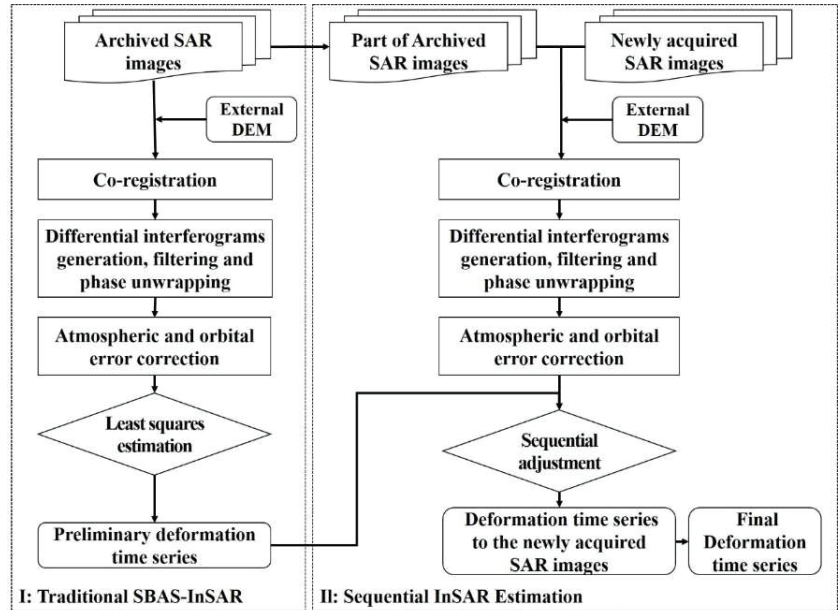 Archived SAR
images
External
DEM
Co-registration
Differential interferograms
generation, filtering and
phase unwrapping
Atmospheric and orbital
error correction
Least squares
estimation
Preliminary deformation
time series
I: Traditional SBAS-InSAR
Part of Archived
SAR images
Newly acquired
SAR images
External
DEM
Co-registration
Differential interferograms
generation, filtering and
phase unwrapping
Atmospheric and orbital
error correction
Sequential
adjustment
Deformation time series
to the newly acquired
SAR images
Final
Deformation
time series
II: Sequential InSAR Estimation